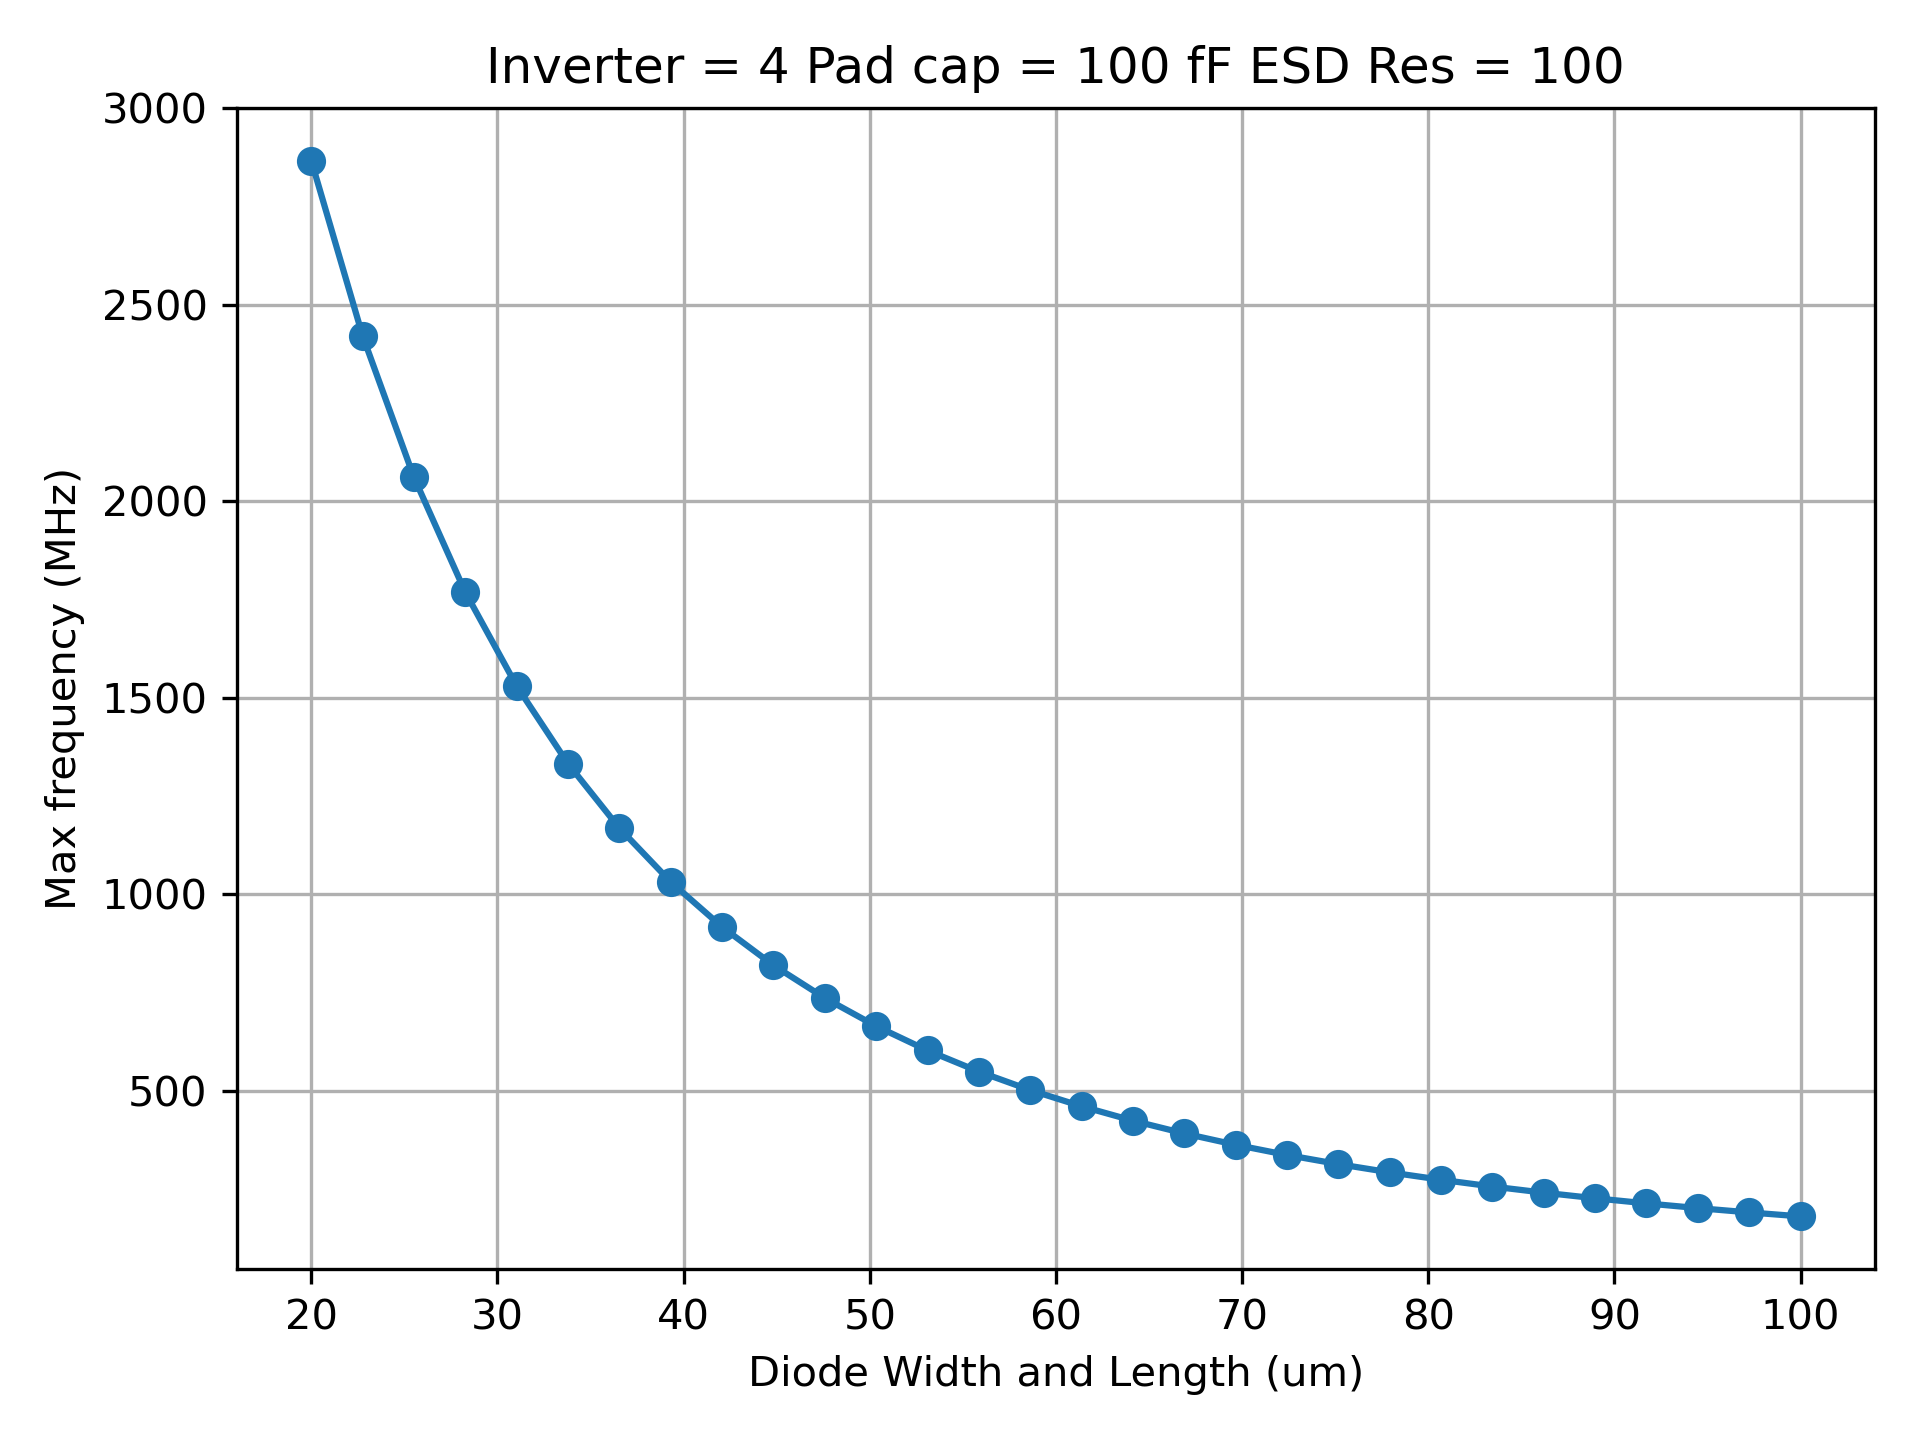 Inverter = 4 Pad cap = 100 fF ESD Res = 100
3000
2500
2000
1500
1000
500
Max frequency (MHz)
20 30 40 50 60 70 80 90 100
Diode Width and Length (um)